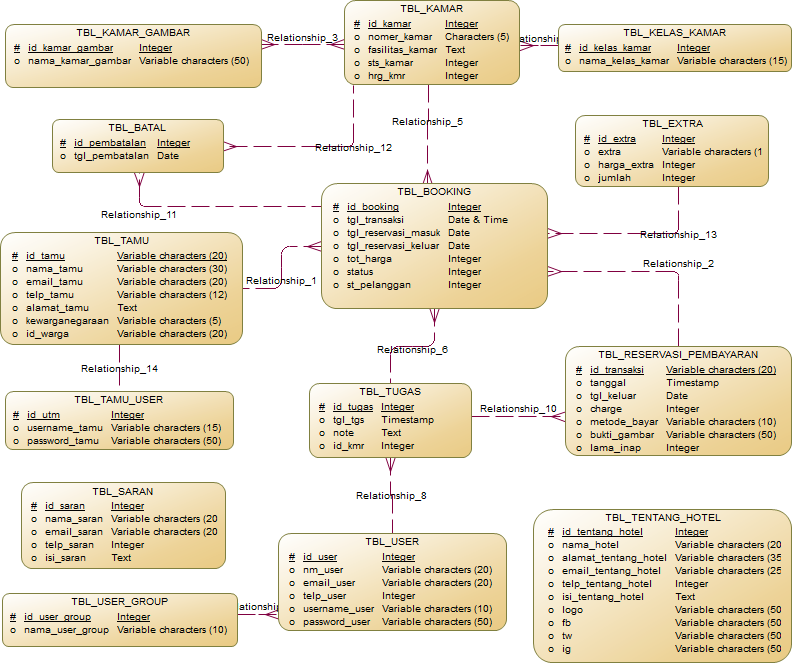 TBL_KAMAR_GAMBAR
# id_kamar_gambar Integer
o nama_kamar_gambar Variable characters (50)
Relationship_3
TBL_KAMAR
# id_kamar Integer
o nomer_kamar Characters (5)
o fasilitas_kamar Text
o sts_kamar Integer
o hrg_kmr Integer
ationship
TBL_KELAS_KAMAR
# id_kelas_kamar Integer
o nama_kelas_kamar Variable characters (15)
TBL_BATAL
# id_pembatalan Integer
o tgl_pembatalan Date
Relationship_12
Relationship_5
TBL_EXTRA
# id_extra Integer
o extra Variable characters (1
o harga_extra Integer
o jumlah Integer
Relationship_11
TBL_BOOKING
# id_booking Integer
o tgl_transaksi Date & Time
o tgl_reservasi_masuk Date
o tgl_reservasi_keluar Date
o tot_harga Integer
o status Integer
o st_pelanggan Integer
Relationship_13
Relationship_2
TBL_TAMU
# id_tamu Variable characters (20)
o nama_tamu Variable characters (30)
o email_tamu Variable characters (20)
o telp_tamu Variable characters (12)
o alamat_tamu Text
o kewarganegaraan Variable characters (5)
o id_warga Variable characters (20)
Relationship_1
Relationship_6
Relationship_14
TBL_TAMU_USER
# id_utm Integer
o username_tamu Variable characters (15)
o password_tamu Variable characters (50)
TBL_TUGAS
# id_tugas Integer
o tgl_tgs Timestamp
o note Text
o id_kmr Integer
Relationship_10
TBL_RESERVASI_PEMBAYARAN
# id_transaksi Variable characters (20)
o tanggal Timestamp
o tgl_keluar Date
o charge Integer
o metode_bayar Variable characters (10)
o bukti_gambar Variable characters (50)
o lama_inap Integer
Relationship_8
TBL_SARAN
# id_saran Integer
o nama_saran Variable characters (20
o email_saran Variable characters (20
o telp_saran Integer
o isi_saran Text
TBL_USER
# id_user Integer
o nm_user Variable characters (20)
o email_user Variable characters (20)
o telp_user Integer
o username_user Variable characters (10)
o password_user Variable characters (50)
TBL_TENTANG_HOTEL
# id_tentang_hotel Integer
o nama_hotel Variable characters (20
o alamat_tentang_hotel Variable characters (35
o email_tentang_hotel Variable characters (25
o telp_tentang_hotel Integer
o isi_tentang_hotel Text
o logo Variable characters (50
o fb Variable characters (50
o tw Variable characters (50
o ig Variable characters (50
TBL_USER_GROUP
# id_user_group Integer
o nama_user_group Variable characters (10)
elationship